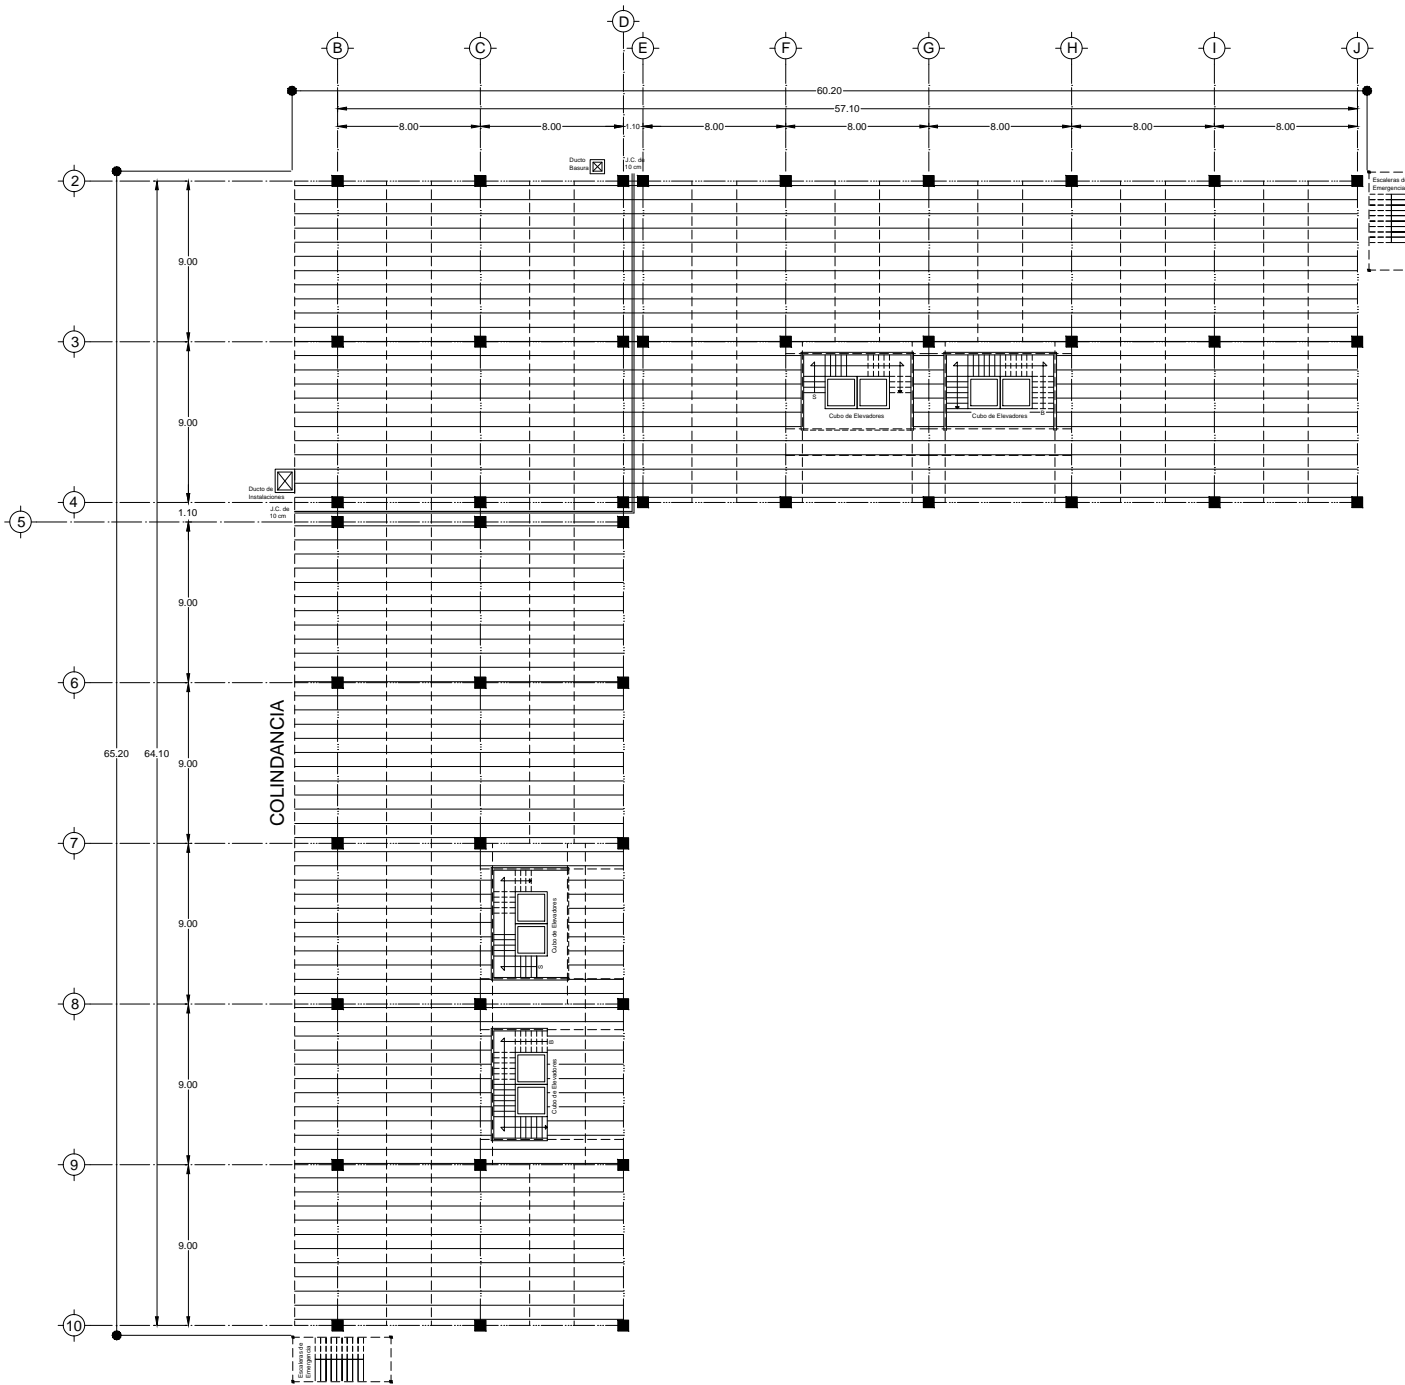 D
B
C
E
F
G
H
I
J
60.20
57.10
8.00
8.00
1.10
8.00
8.00
8.00
8.00
8.00
Ducto
Basura
J.C. de
10 cm
2
Escaleras de
Emergencia
9.00
3
S
Cubo de Elevadores
Cubo de Elevadores
B
9.00
Ducto de
Instalaciones
4
J.C. de
10 cm
1.10
5
9.00
6
COLINDANCIA
65.20
64.10
9.00
7
Cubo de Elevadores
S
9.00
8
B
Cubo de Elevadores
9.00
9
9.00
10
Escaleras de
Emergencia